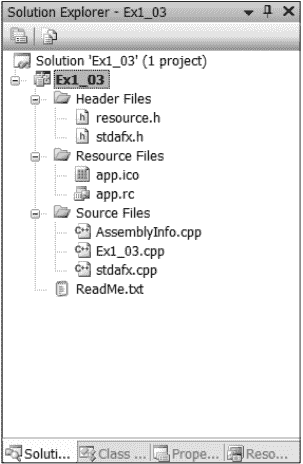 Solution Explorer - Ex1_03
Solution 'Ex1_03' (1 project)
Ex1_03
Header Files
resource.h
stdafx.h
Resource Files
app.ico
app.rc
Source Files
AssemblyInfo.cpp
Ex1_03.cpp
stdafx.cpp
ReadMe.txt
Soluti... Class ... Prope... Reso...